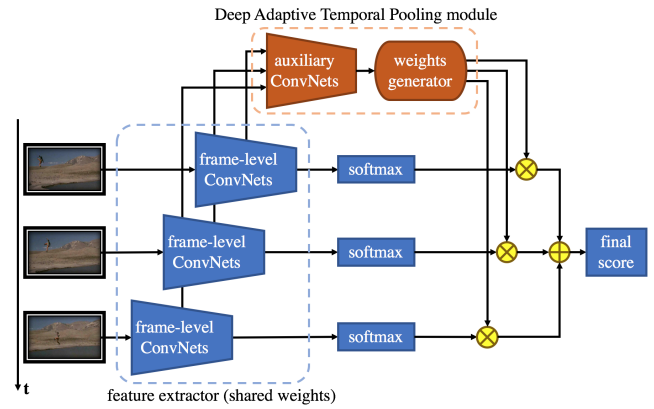 Deep Adaptive Temporal Pooling module
auxiliary
ConvNets
weights
generator
frame-level
ConvNets
softmax
frame-level
ConvNets
softmax
final
score
frame-level
ConvNets
softmax
t
feature extractor (shared weights)